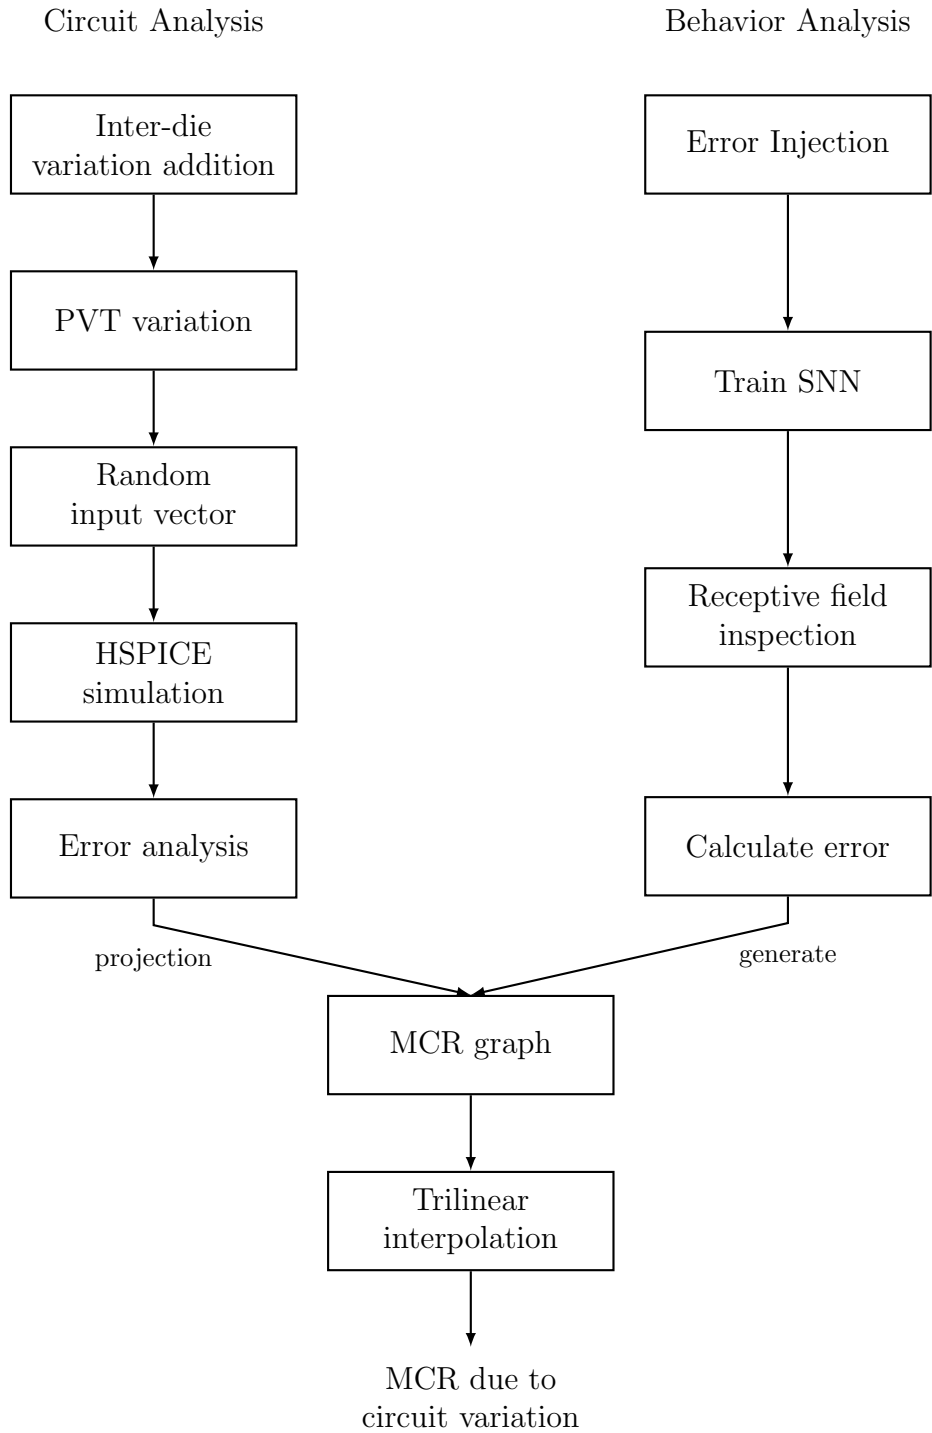 Circuit Analysis
Behavior Analysis
Inter-die
variation addition
PVT variation
Random
input vector
HSPICE
simulation
Error analysis
projection
Error Injection
Train SNN
Receptive field
inspection
Calculate error
generate
MCR graph
Trilinear
interpolation
MCR due to
circuit variation